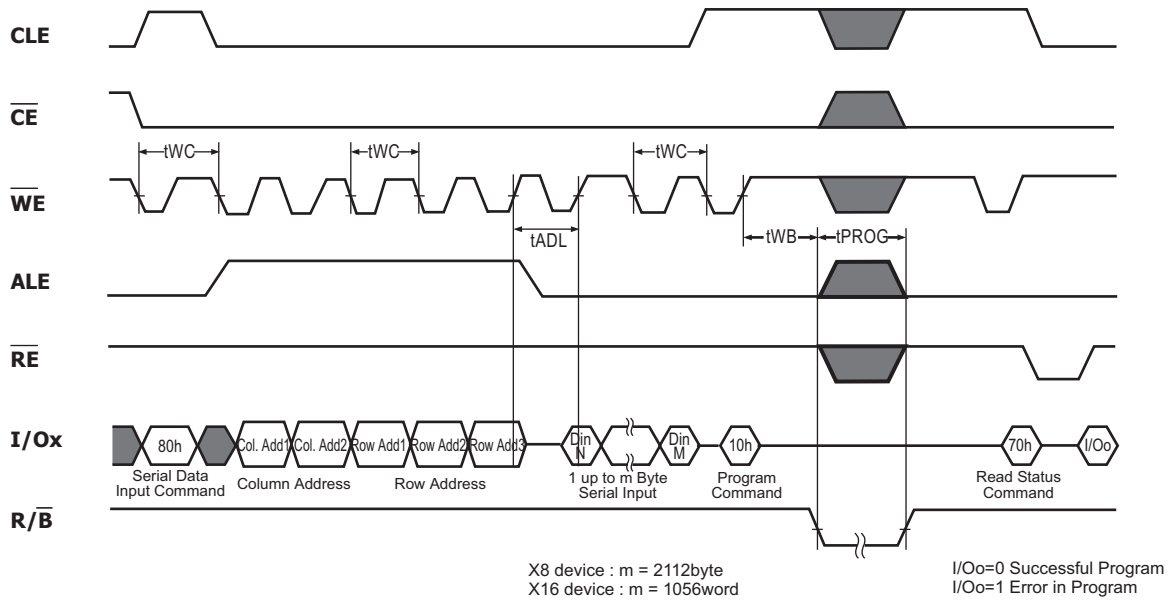 CLE
CE
tWC
tWC
tWC
WE
tADL
tWB
tPROG
ALE
RE
I/Ox
80h
Col. Add1
Col. Add2
Row Add1
Row Add2
Row Add3
Din
N
Din
M
10h
70h
I/Oo
Serial Data
Input Command
Column Address
Row Address
1 up to m Byte
Serial Input
Program
Command
Read Status
Command
R/B
X8 device : m = 2112byte
X16 device : m = 1056word
I/Oo=0 Successful Program
I/Oo=1 Error in Program